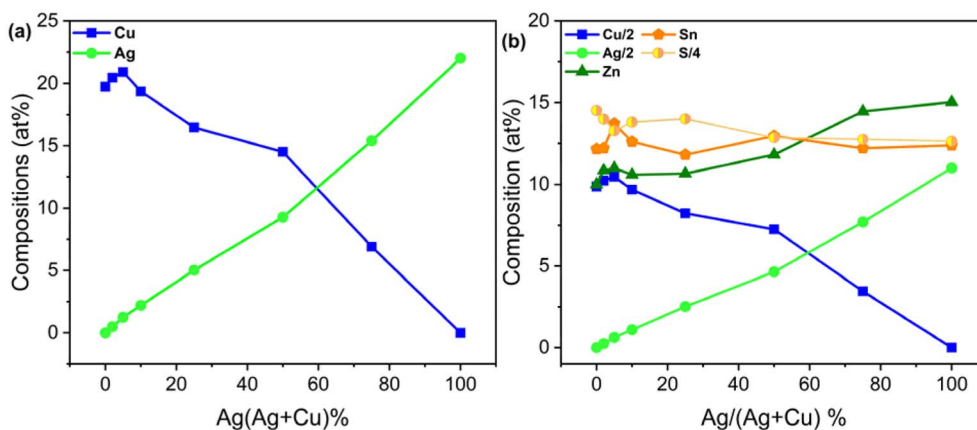 (a)
Cu
Ag
Compositions (at%)
25
20
15
10
5
0
0 20 40 60 80 100
Ag(Ag+Cu)%
(b)
Cu/2 Sn
Ag/2 S/4
Zn
Composition (at%)
20
15
10
5
0
0 20 40 60 80 100
Ag/(Ag+Cu) %